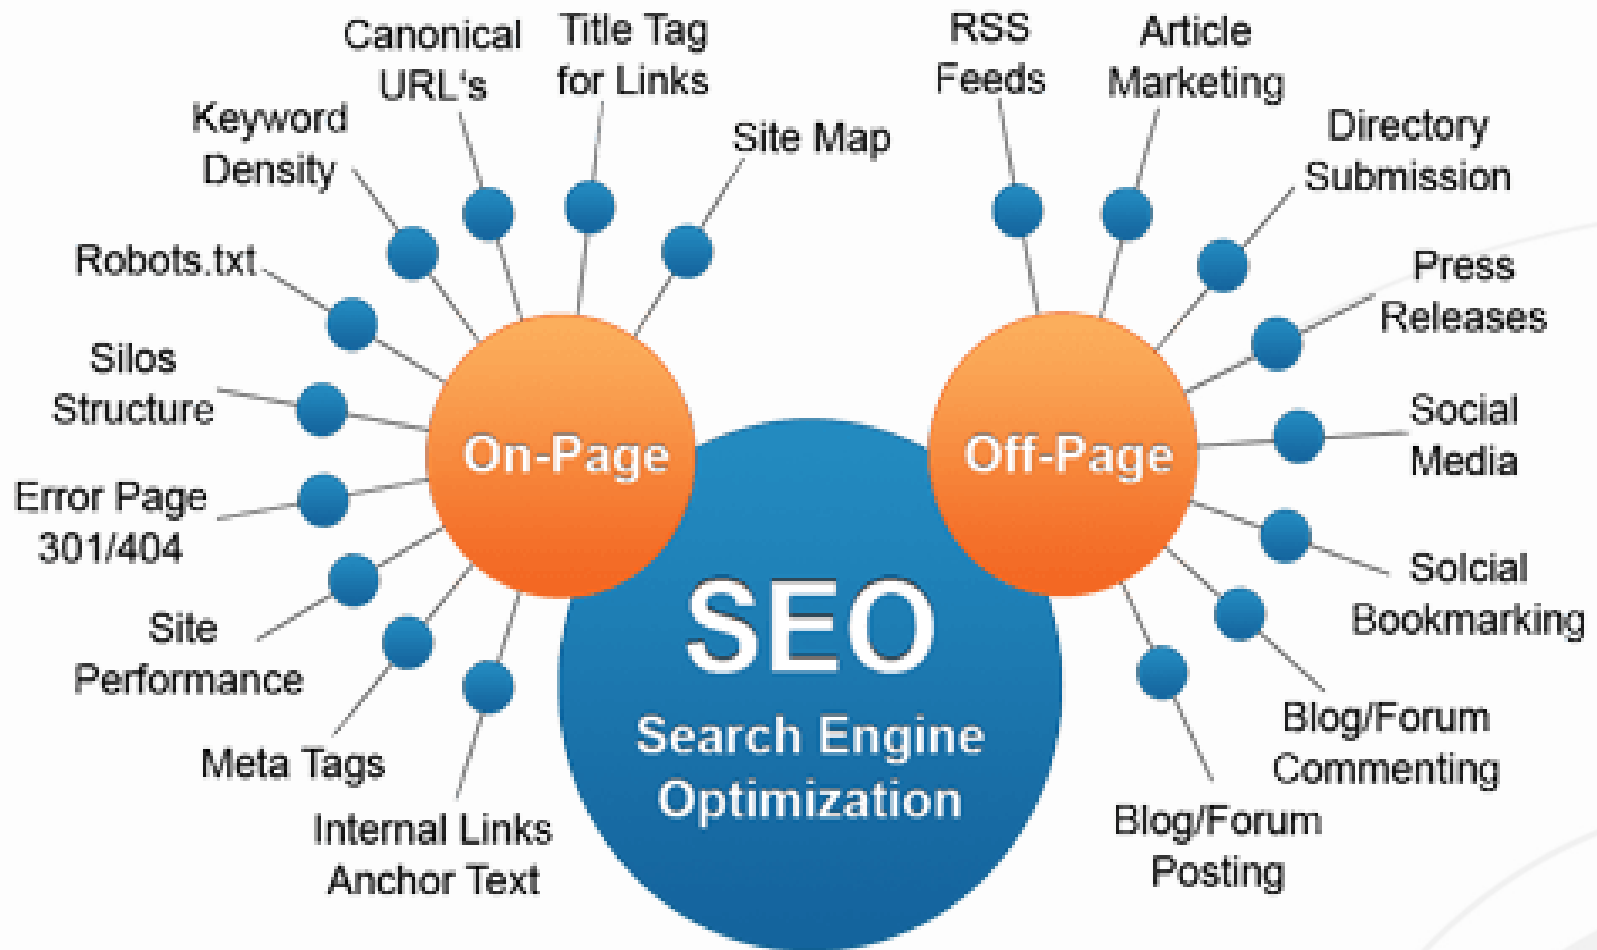 Canonical
URL's
Title Tag
for Links
Keyword
Density
Site Map
Robots.txt
Silos
Structure
Error Page
301/404
Site
Performance
Meta Tags
Internal Links
Anchor Text
On-Page
SEO
Search Engine
Optimization
Off-Page
RSS
Feeds
Article
Marketing
Directory
Submission
Press
Releases
Social
Media
Solcial
Bookmarking
Blog/Forum
Commenting
Blog/Forum
Posting